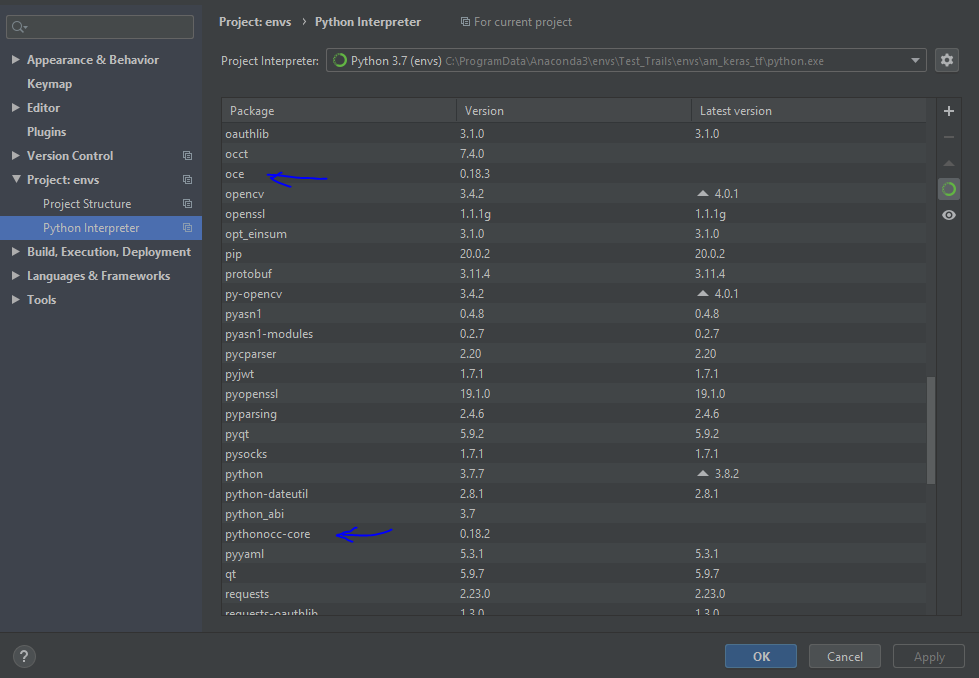 Project: envs › Python Interpreter For current project
Project Interpreter: Python 3.7 (envs) C:\ProgramData\Anaconda3\envs\Test_Trails\envs\am_keras_tf\python.exe
Appearance & Behavior
Keymap
Editor
Plugins
Version Control
Project: envs
Project Structure
Python Interpreter
Build, Execution, Deployment
Languages & Frameworks
Tools
Package Version Latest version
oauthlib 3.1.0 3.1.0
occt 7.4.0
oce 0.18.3
opencv 3.4.2 4.0.1
openssl 1.1.1g 1.1.1g
opt_einsum 3.1.0 3.1.0
pip 20.0.2 20.0.2
protobuf 3.11.4 3.11.4
py-opencv 3.4.2 4.0.1
pyasn1 0.4.8 0.4.8
pyasn1-modules 0.2.7 0.2.7
pycparser 2.20 2.20
pyjwt 1.7.1 1.7.1
pyopenssl 19.1.0 19.1.0
pyparsing 2.4.6 2.4.6
pyqt 5.9.2 5.9.2
pysocks 1.7.1 1.7.1
python 3.7.7 3.8.2
python-dateutil 2.8.1 2.8.1
python_abi 3.7
pythonocc-core 0.18.2
pyyaml 5.3.1 5.3.1
qt 5.9.7 5.9.7
requests 2.23.0 2.23.0
requests-oauthlib 1.3.0 1.3.0
? OK Cancel Apply